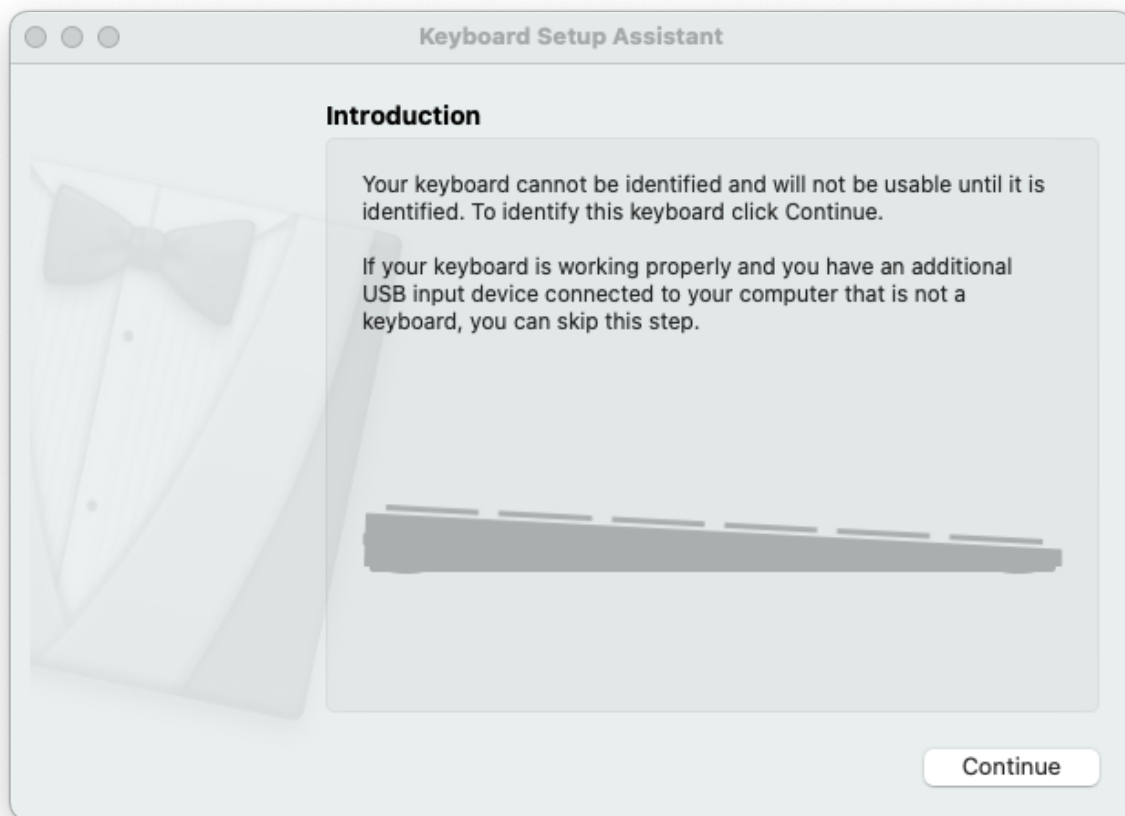 Keyboard Setup Assistant
Introduction
Your keyboard cannot be identified and will not be usable until it is
identified. To identify this keyboard click Continue.
If your keyboard is working properly and you have an additional
USB input device connected to your computer that is not a
keyboard, you can skip this step.
Continue